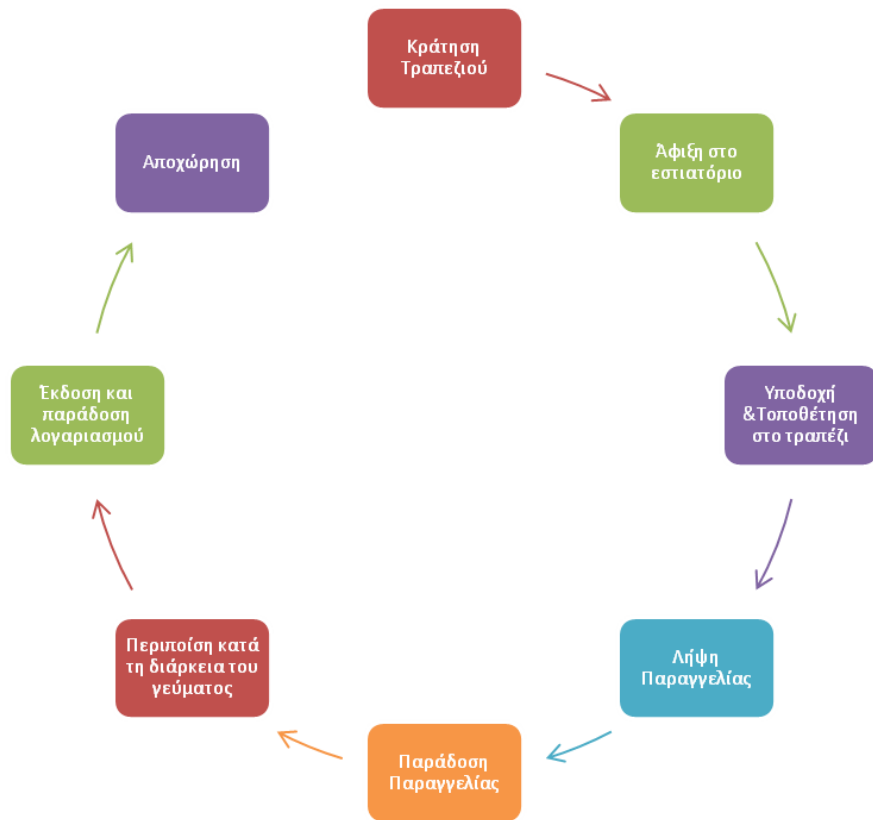 Κράτηση
Τραπεζιού
Άφιξη στο
εστιατόριο
Υποδοχή
&Τοποθέτηση
στο τραπέζι
Λήψη
Παραγγελίας
Παράδοση
Παραγγελίας
Περιποίση κατά
τη διάρκεια του
γεύματος
Έκδοση και
παράδοση
λογαριασμού
Αποχώρηση